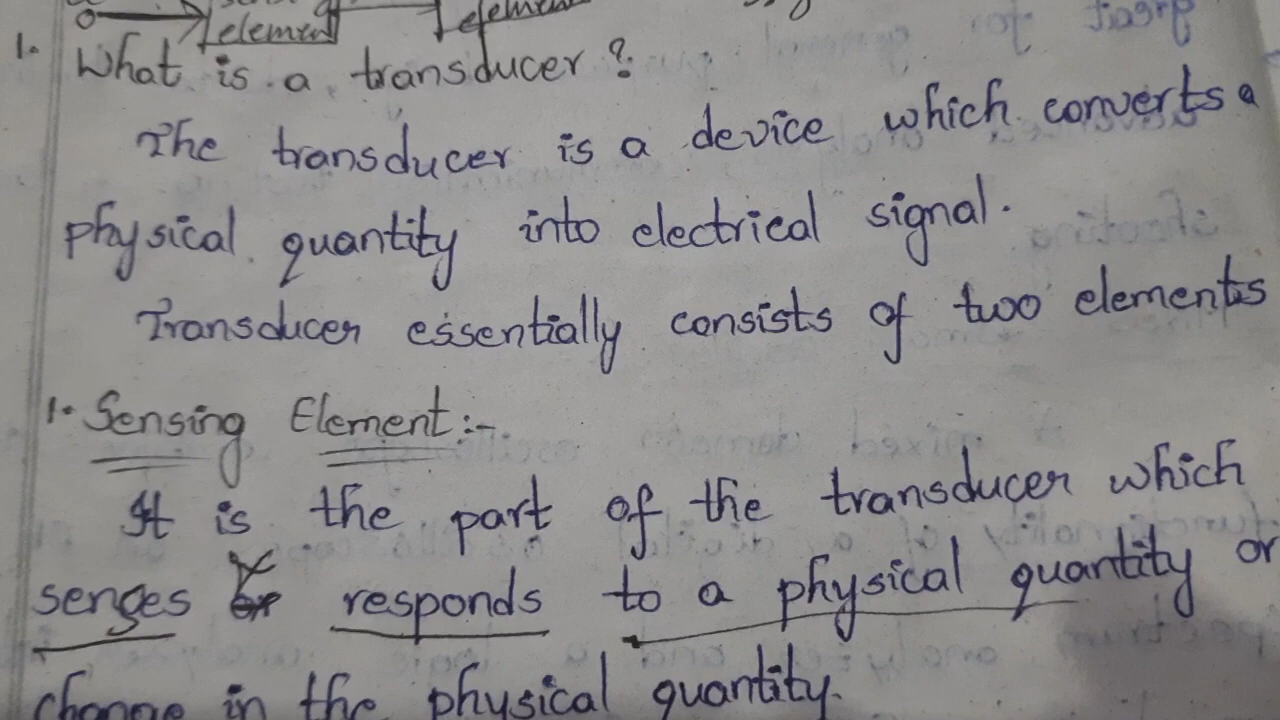 element element
1. What is a transducer?
The transducer is a device which converts a
physical quantity into electrical signal.
Transducer essentially consists of two elements
1. Sensing Element:-
It is the part of the transducer which
senses or responds to a physical quantity or
change in the physical quantity.